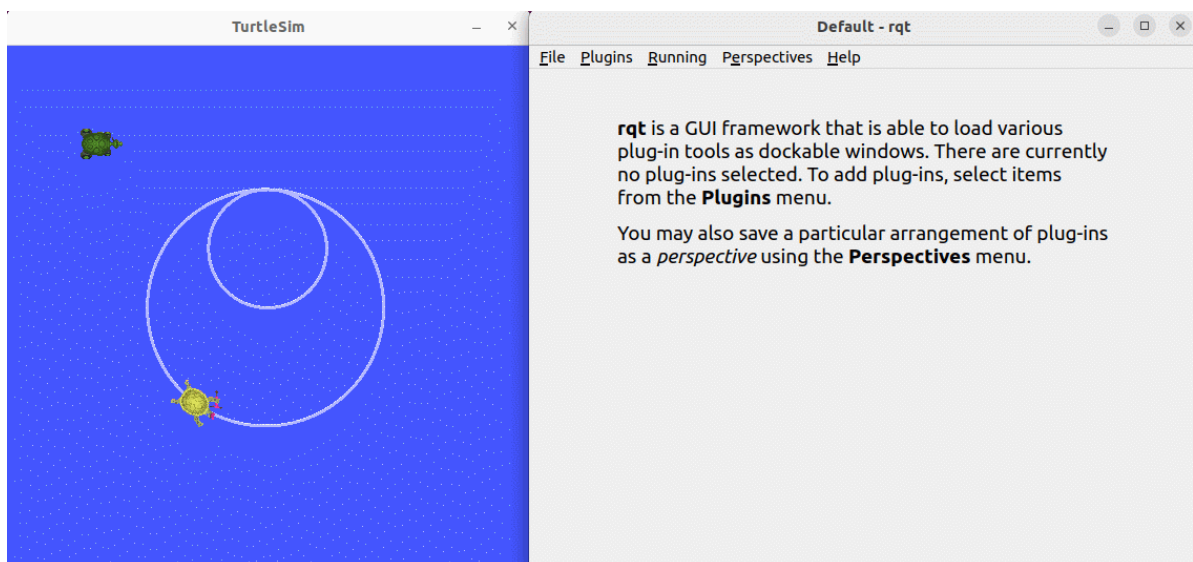 TurtleSim
Default - rqt
File Plugins Running Perspectives Help
rqt is a GUI framework that is able to load various
plug-in tools as dockable windows. There are currently
no plug-ins selected. To add plug-ins, select items
from the Plugins menu.
You may also save a particular arrangement of plug-ins
as a perspective using the Perspectives menu.